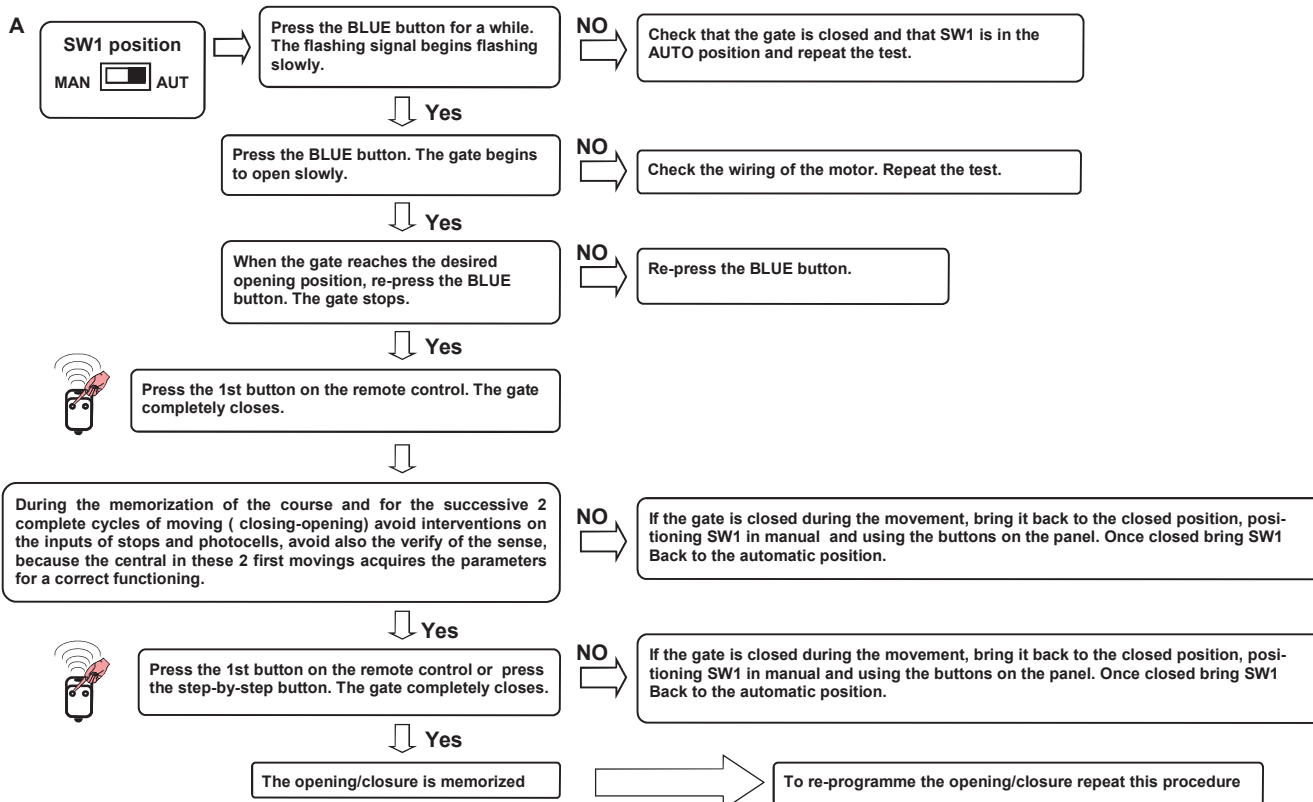 A
SW1 position
MAN AUT
Press the BLUE button for a while.
The flashing signal begins flashing
slowly.
NO
Check that the gate is closed and that SW1 is in the
AUTO position and repeat the test.
Yes
Press the BLUE button. The gate begins
to open slowly.
NO
Check the wiring of the motor. Repeat the test.
Yes
When the gate reaches the desired
opening position, re-press the BLUE
button. The gate stops.
NO
Re-press the BLUE button.
Yes
Press the 1st button on the remote control. The gate
completely closes.
During the memorization of the course and for the successive 2
complete cycles of moving ( closing-opening) avoid interventions on
the inputs of stops and photocells, avoid also the verify of the sense,
because the central in these 2 first movings acquires the parameters
for a correct functioning.
NO
If the gate is closed during the movement, bring it back to the closed position, posi-
tioning SW1 in manual and using the buttons on the panel. Once closed bring SW1
Back to the automatic position.
Yes
Press the 1st button on the remote control or press
the step-by-step button. The gate completely closes.
NO
If the gate is closed during the movement, bring it back to the closed position, posi-
tioning SW1 in manual and using the buttons on the panel. Once closed bring SW1
Back to the automatic position.
Yes
The opening/closure is memorized
To re-programme the opening/closure repeat this procedure